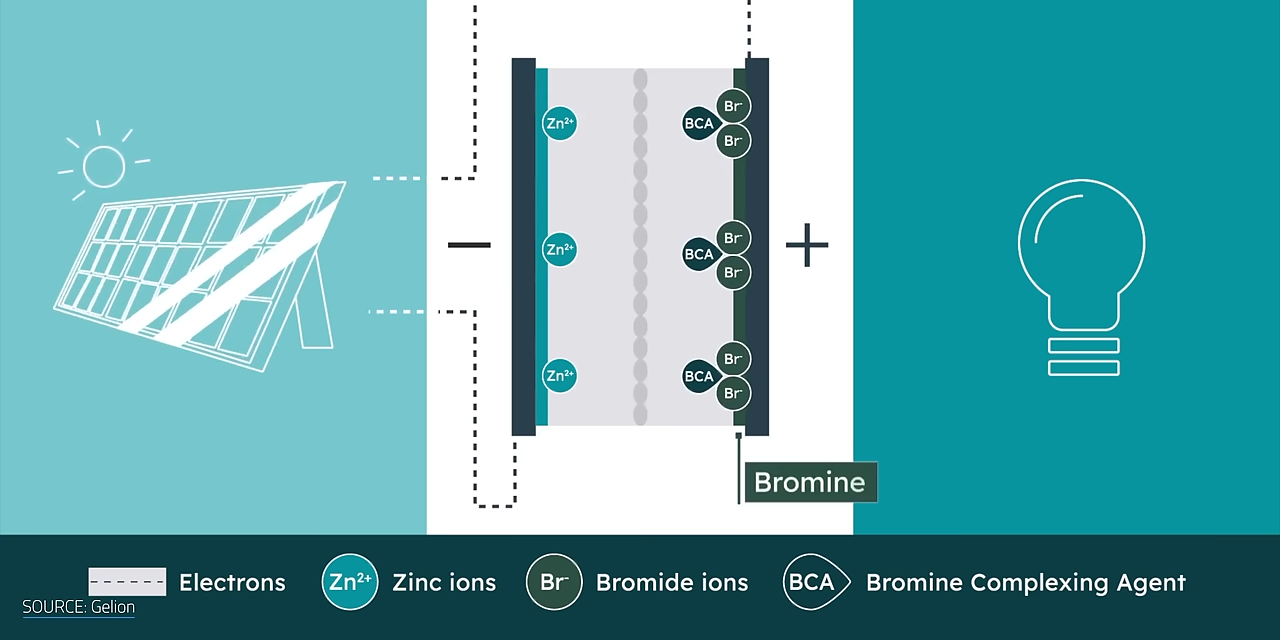 Zn²⁺
BCA
Br⁻
Br⁻
Zn²⁺
BCA
Br⁻
Br⁻
Zn²⁺
BCA
Br⁻
Br⁻
−
+
Bromine
Electrons
Zn²⁺ Zinc ions
Br⁻ Bromide ions
BCA Bromine Complexing Agent
SOURCE: Gelion